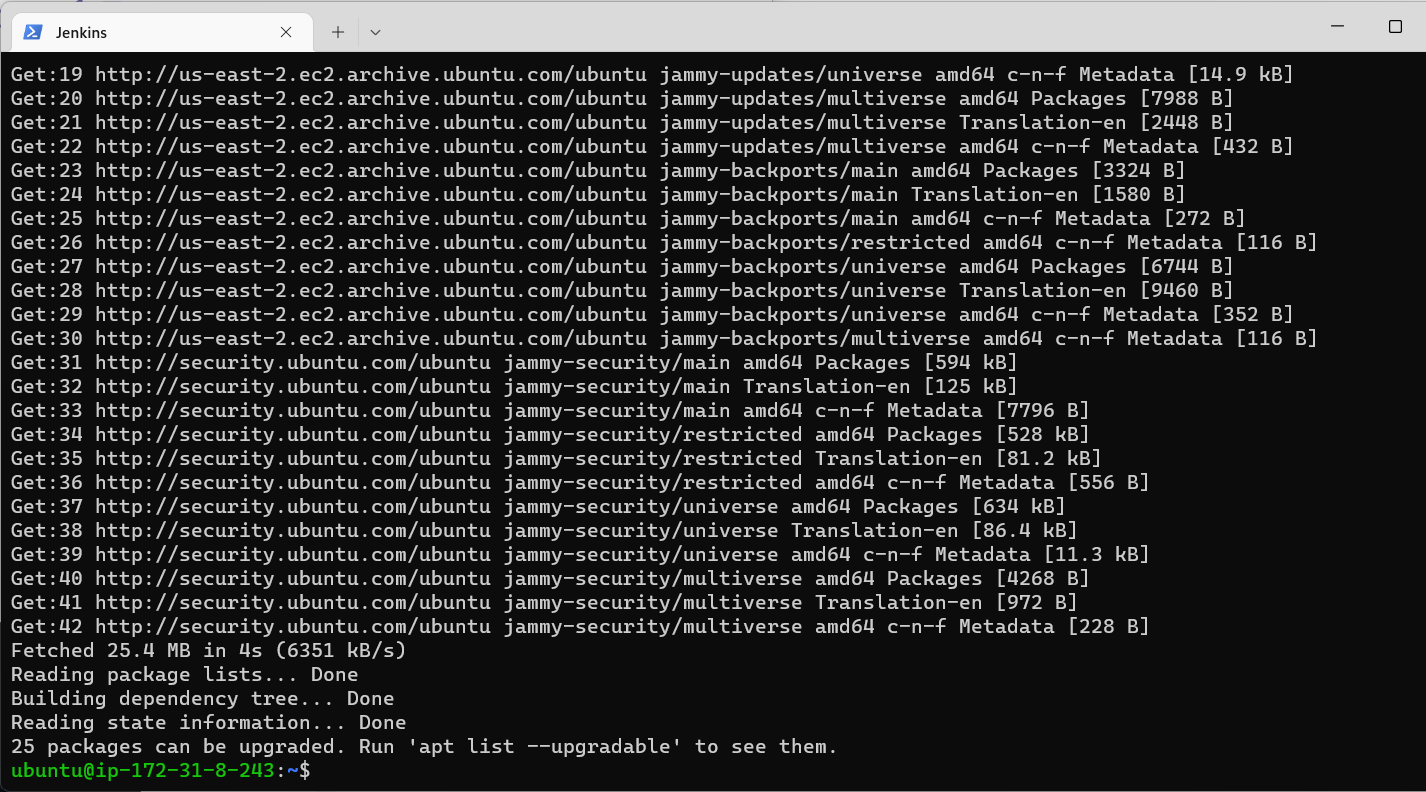 Jenkins
Get:19 http://us-east-2.ec2.archive.ubuntu.com/ubuntu jammy-updates/universe amd64 c-n-f Metadata [14.9 kB]
Get:20 http://us-east-2.ec2.archive.ubuntu.com/ubuntu jammy-updates/multiverse amd64 Packages [7988 B]
Get:21 http://us-east-2.ec2.archive.ubuntu.com/ubuntu jammy-updates/multiverse Translation-en [2448 B]
Get:22 http://us-east-2.ec2.archive.ubuntu.com/ubuntu jammy-updates/multiverse amd64 c-n-f Metadata [432 B]
Get:23 http://us-east-2.ec2.archive.ubuntu.com/ubuntu jammy-backports/main amd64 Packages [3324 B]
Get:24 http://us-east-2.ec2.archive.ubuntu.com/ubuntu jammy-backports/main Translation-en [1580 B]
Get:25 http://us-east-2.ec2.archive.ubuntu.com/ubuntu jammy-backports/main amd64 c-n-f Metadata [272 B]
Get:26 http://us-east-2.ec2.archive.ubuntu.com/ubuntu jammy-backports/restricted amd64 c-n-f Metadata [116 B]
Get:27 http://us-east-2.ec2.archive.ubuntu.com/ubuntu jammy-backports/universe amd64 Packages [6744 B]
Get:28 http://us-east-2.ec2.archive.ubuntu.com/ubuntu jammy-backports/universe Translation-en [9460 B]
Get:29 http://us-east-2.ec2.archive.ubuntu.com/ubuntu jammy-backports/universe amd64 c-n-f Metadata [352 B]
Get:30 http://us-east-2.ec2.archive.ubuntu.com/ubuntu jammy-backports/multiverse amd64 c-n-f Metadata [116 B]
Get:31 http://security.ubuntu.com/ubuntu jammy-security/main amd64 Packages [594 kB]
Get:32 http://security.ubuntu.com/ubuntu jammy-security/main Translation-en [125 kB]
Get:33 http://security.ubuntu.com/ubuntu jammy-security/main amd64 c-n-f Metadata [7796 B]
Get:34 http://security.ubuntu.com/ubuntu jammy-security/restricted amd64 Packages [528 kB]
Get:35 http://security.ubuntu.com/ubuntu jammy-security/restricted Translation-en [81.2 kB]
Get:36 http://security.ubuntu.com/ubuntu jammy-security/restricted amd64 c-n-f Metadata [556 B]
Get:37 http://security.ubuntu.com/ubuntu jammy-security/universe amd64 Packages [634 kB]
Get:38 http://security.ubuntu.com/ubuntu jammy-security/universe Translation-en [86.4 kB]
Get:39 http://security.ubuntu.com/ubuntu jammy-security/universe amd64 c-n-f Metadata [11.3 kB]
Get:40 http://security.ubuntu.com/ubuntu jammy-security/multiverse amd64 Packages [4268 B]
Get:41 http://security.ubuntu.com/ubuntu jammy-security/multiverse Translation-en [972 B]
Get:42 http://security.ubuntu.com/ubuntu jammy-security/multiverse amd64 c-n-f Metadata [228 B]
Fetched 25.4 MB in 4s (6351 kB/s)
Reading package lists... Done
Building dependency tree... Done
Reading state information... Done
25 packages can be upgraded. Run 'apt list --upgradable' to see them.
ubuntu@ip-172-31-8-243:~$